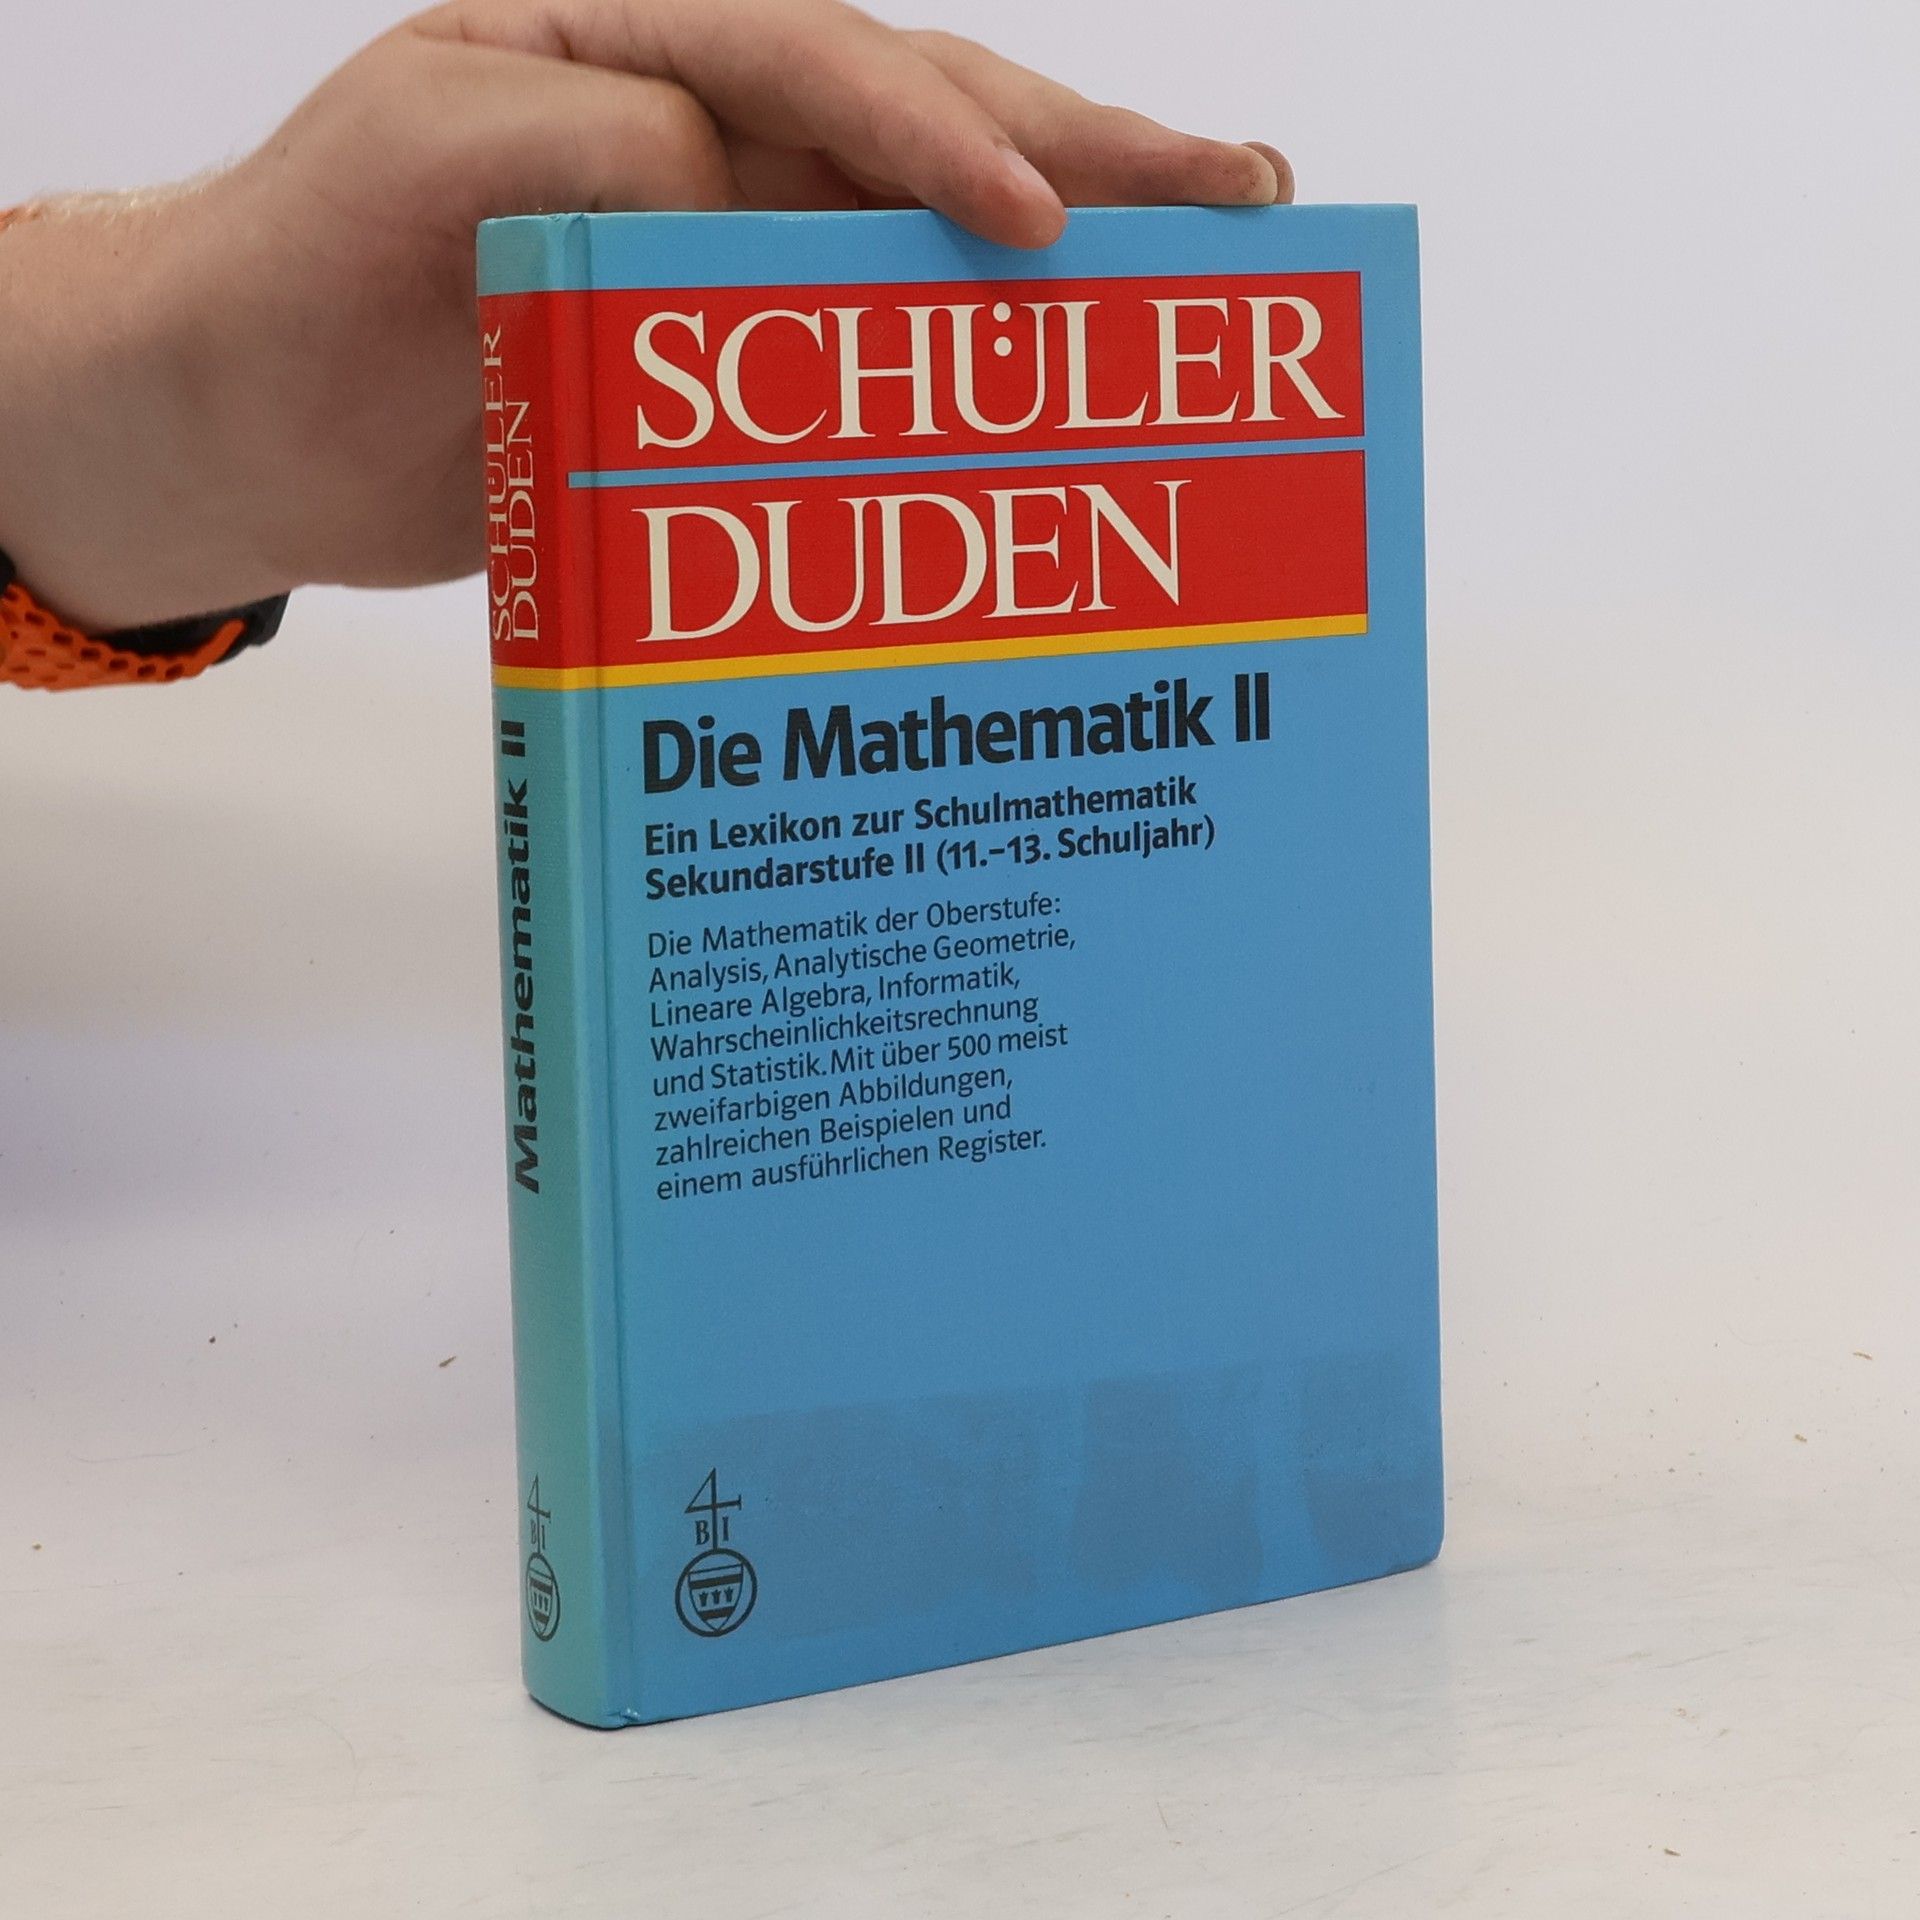 SCHÜLER
DUDEN
Die Mathematik II
Ein Lexikon zur Schulmathematik
Sekundarstufe II (11.–13. Schuljahr)
Die Mathematik der Oberstufe:
Analysis, Analytische Geometrie,
Lineare Algebra, Informatik,
Wahrscheinlichkeitsrechnung
und Statistik. Mit über 500 meist
zweifarbigen Abbildungen,
zahlreichen Beispielen und
einem ausführlichen Register.
B I
SCHÜLER
DUDEN
Mathematik II
B I